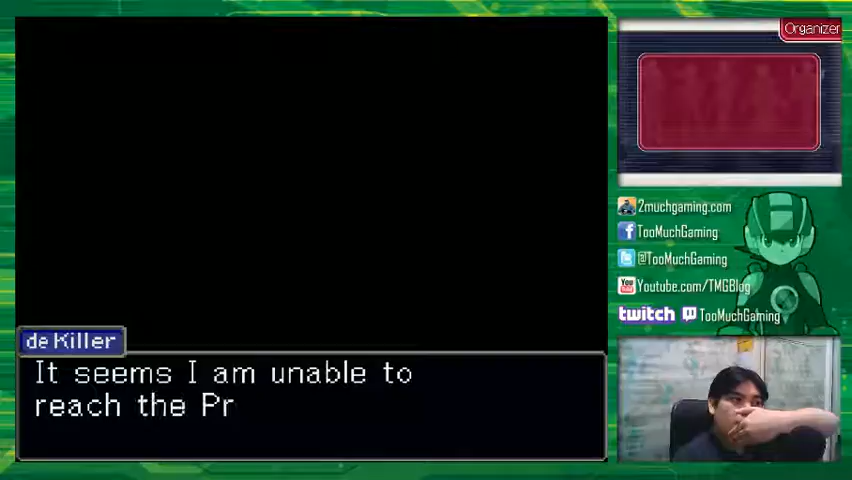 Organizer
2muchgaming.com
TooMuchGaming
@TooMuchGaming
Youtube.com/TMGBlog
twitch TooMuchGaming
de Killer
It seems I am unable to
reach the Pr